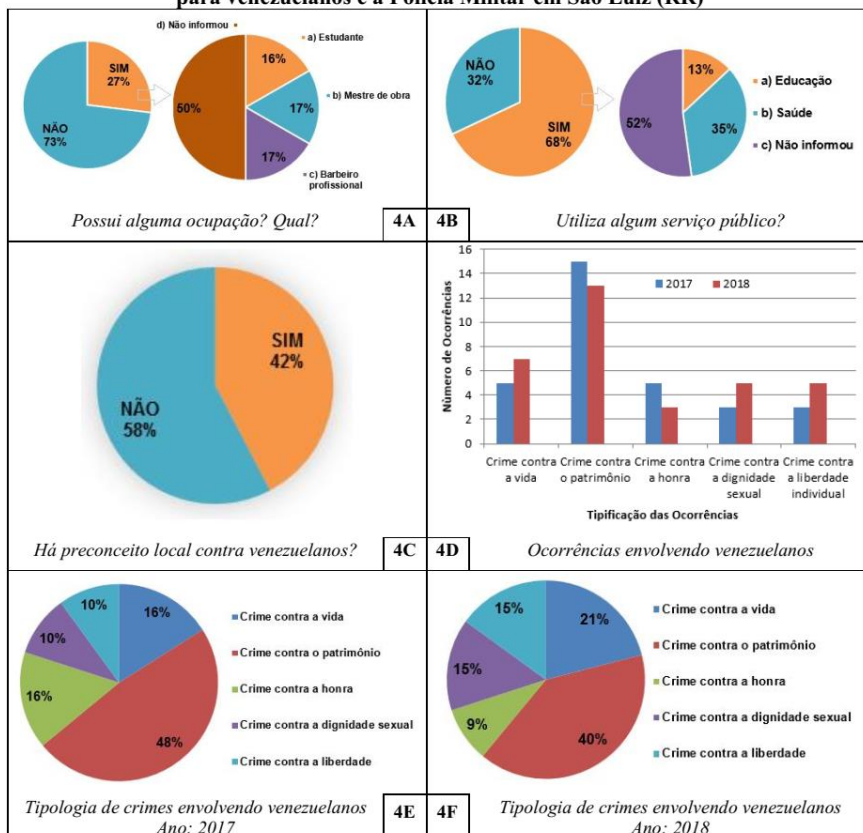 para venezuelanos e a Polícia Militar em São Luiz (RR)
d) Não informou
a) Estudante
SIM
27%
16%
NÃO
73%
50%
17%
b) Mestre de obra
17%
c) Barbeiro
profissional
Possui alguma ocupação? Qual?
4A
NÃO
32%
SIM
68%
13%
a) Educação
52%
35%
b) Saúde
c) Não informou
4B
Utiliza algum serviço público?
SIM
42%
NÃO
58%
Há preconceito local contra venezuelanos?
4C
Número de Ocorrências
16
14
12
10
8
6
4
2
0
2017
2018
Crime contra
a vida
Crime contra
o patrimônio
Crime contra
a honra
Crime contra
a dignidade
sexual
Crime contra
a liberdade
individual
Tipificação das Ocorrências
4D
Ocorrências envolvendo venezuelanos
10%
16%
10%
16%
48%
Crime contra a vida
Crime contra o patrimônio
Crime contra a honra
Crime contra a dignidade sexual
Crime contra a liberdade
Tipologia de crimes envolvendo venezuelanos
Ano: 2017
4E
15%
21%
15%
9%
40%
Crime contra a vida
Crime contra o patrimônio
Crime contra a honra
Crime contra a dignidade sexual
Crime contra a liberdade
4F
Tipologia de crimes envolvendo venezuelanos
Ano: 2018